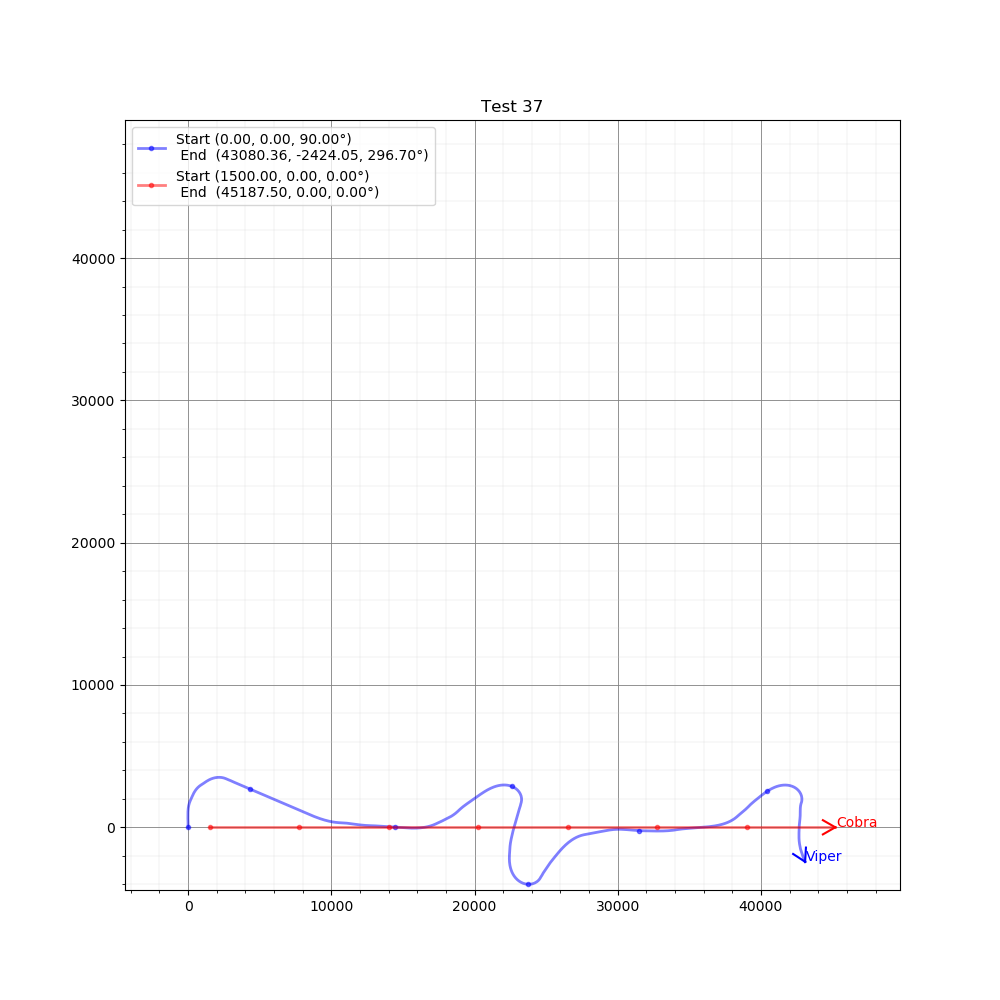 Test 37
Start (0.00, 0.00, 90.00°)
End (43080.36, -2424.05, 296.70°)
Start (1500.00, 0.00, 0.00°)
End (45187.50, 0.00, 0.00°)
40000
30000
20000
10000
0
Cobra
Viper
0 10000 20000 30000 40000